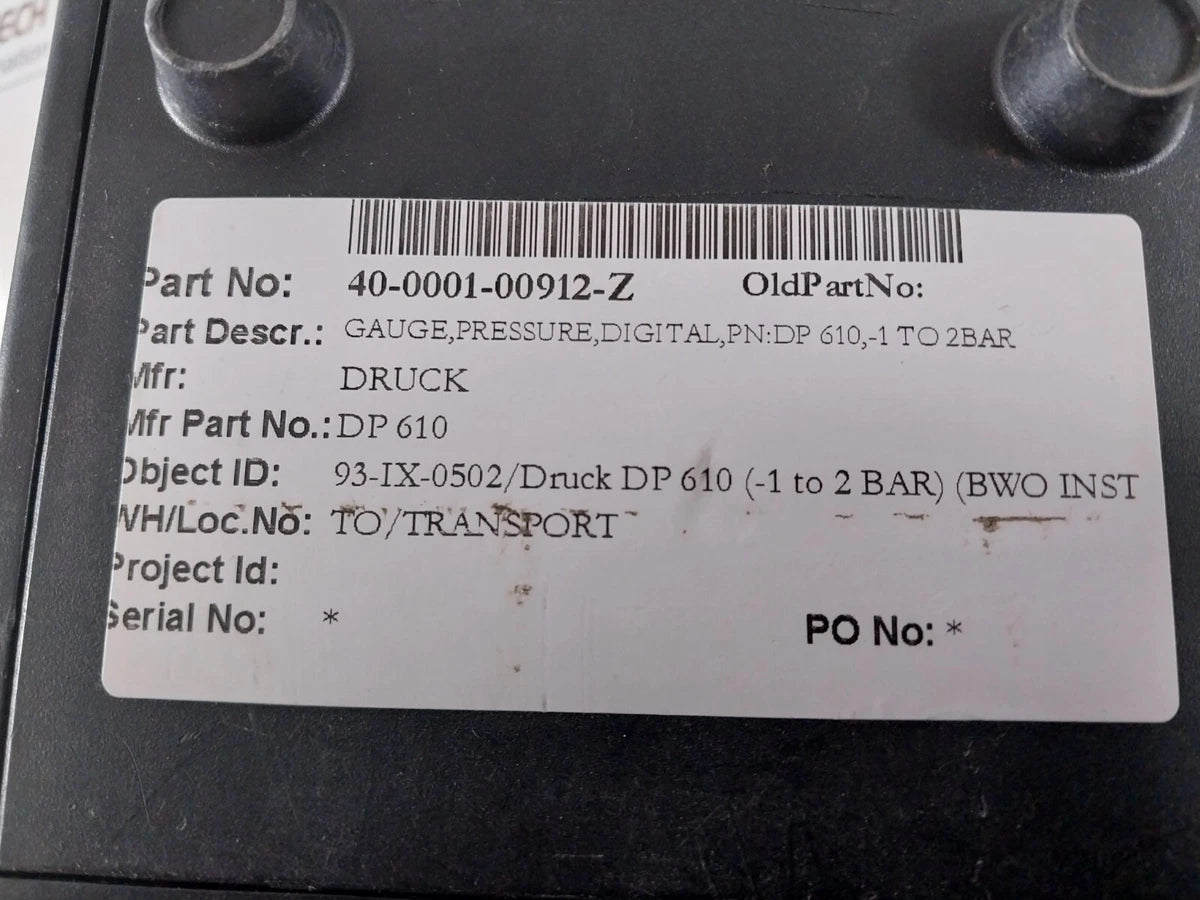 ECH
Part No: 40-0001-00912-Z OldPartNo:
Part Descr.: GAUGE,PRESSURE,DIGITAL,PN:DP 610,-1 TO 2BAR
Mfr: DRUCK
Mfr Part No.: DP 610
Object ID: 93-IX-0502/Druck DP 610 (-1 to 2 BAR) (BWO INST
WH/Loc.No: TO/TRANSPORT
Project Id:
Serial No: * PO No: *